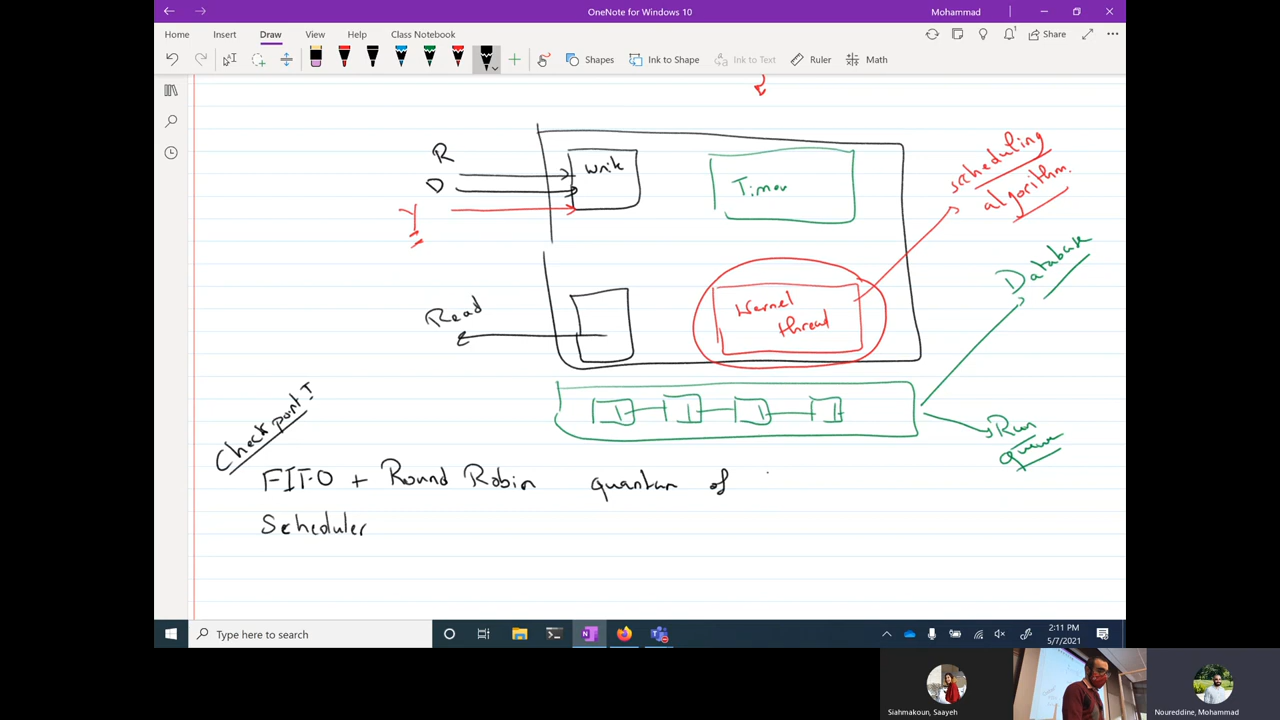 OneNote for Windows 10
Mohammad
Home Insert Draw View Help Class Notebook
Share
Shapes Ink to Shape Ink to Text Ruler Math
R
D
Y
write
Timer
scheduling
algorithm.
Database
Read
Kernel
thread
Run
queue
Checkpoint I
FIFO + Round Robin quantum of
Scheduler
Type here to search
2:11 PM
5/7/2021
Siahmakoun, Saayeh
Noureddine, Mohammad